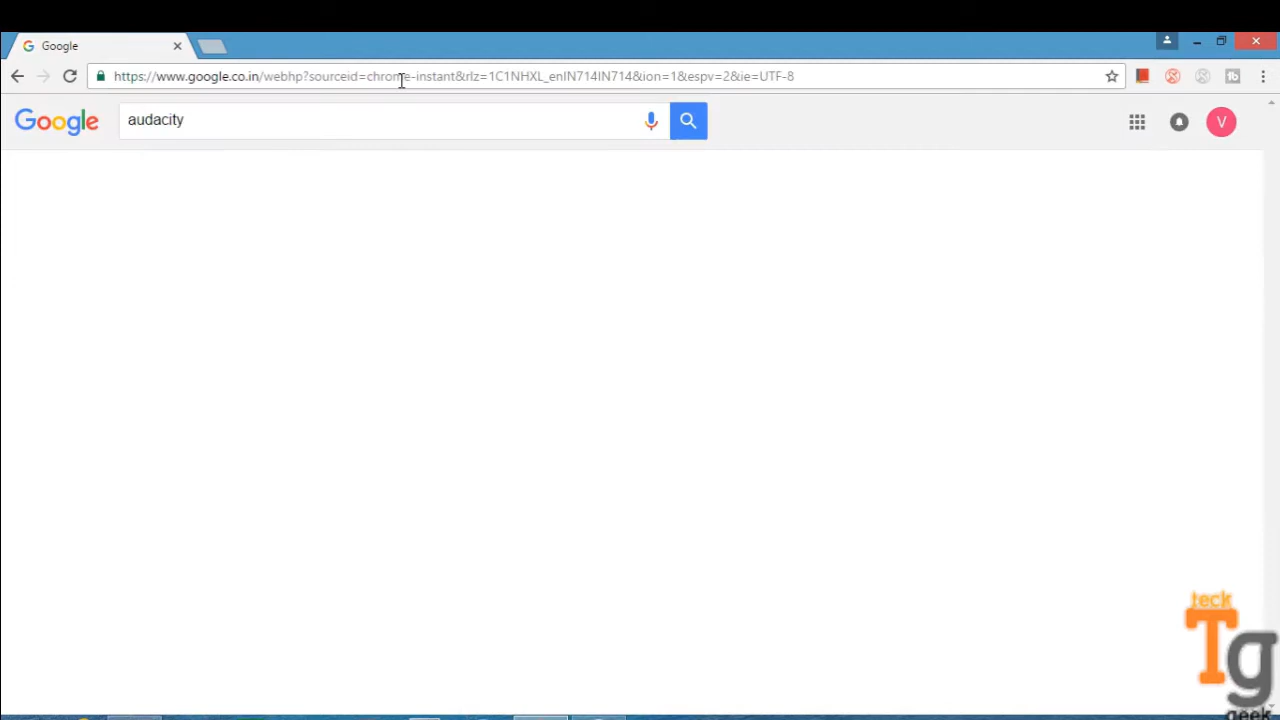 Google
https://www.google.co.in/webhp?sourceid=chrome-instant&rlz=1C1NHXL_enIN714IN714&ion=1&espv=2&ie=UTF-8
Google
audacity
V
teck
Tg
geek